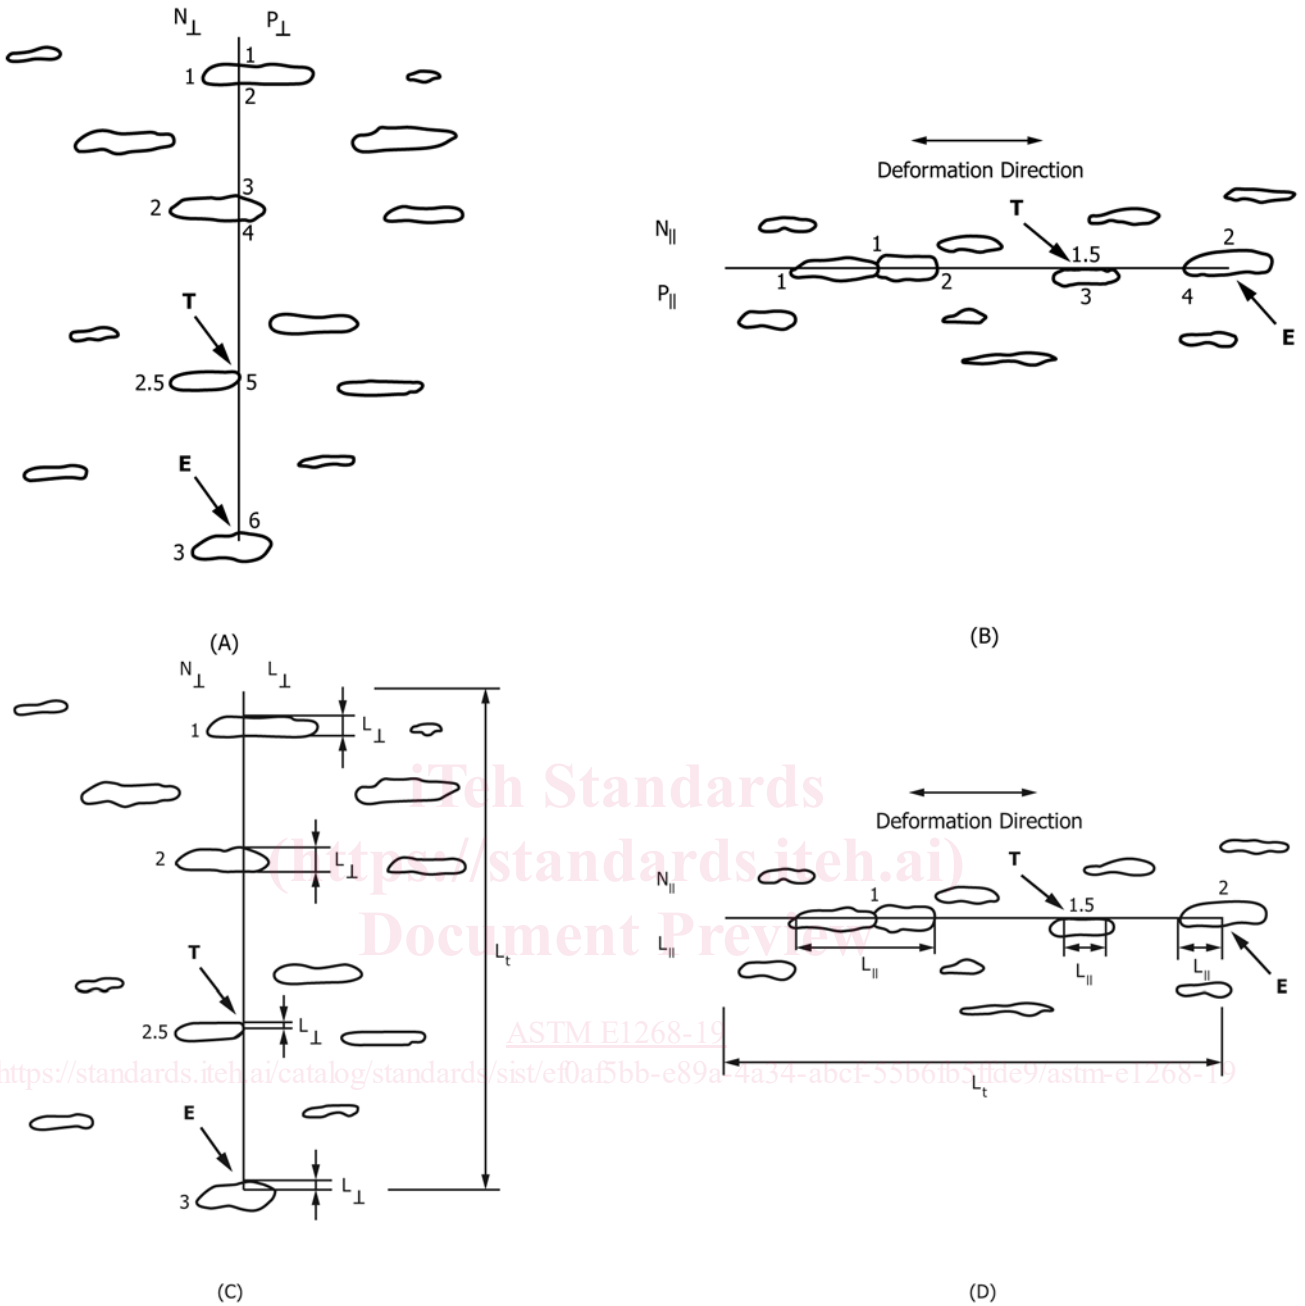 N⊥ P⊥
1
1
2
3
2
4
T
2.5 5
E
6
3
(A)
Deformation Direction
T
N||
P||
1
1
2
1.5
3
2
4
E
(B)
N⊥ L⊥
1
L⊥
2
L⊥
T
2.5
L⊥
E
3
L⊥
Lt
(C)
Deformation Direction
T
N||
L||
1
1.5
2
L||
L||
L||
E
Lt
(D)
iTeh Standards
(https://standards.iteh.ai)
Document Preview
ASTM E1268-19
https://standards.iteh.ai/catalog/standards/sist/ef0af5bb-e89a-4a34-abcf-55b6fb5ffde9/astm-e1268-19